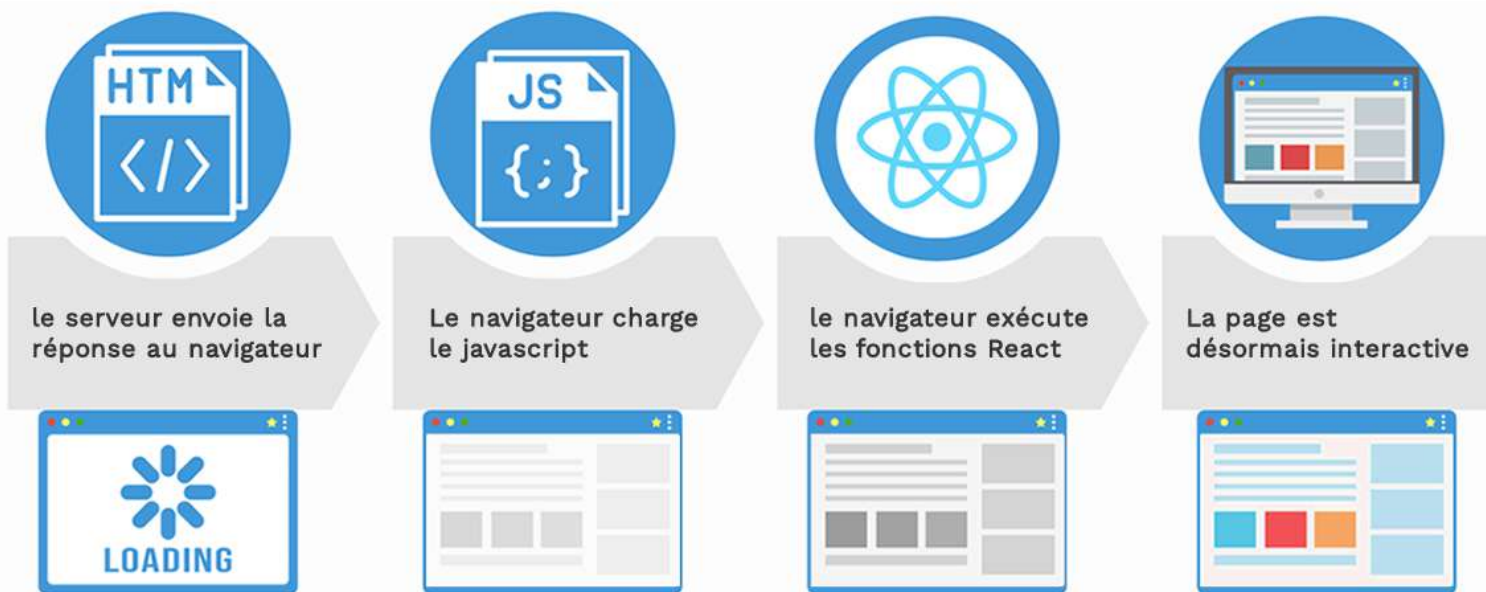 HTM
</>
JS
{;}
le serveur envoie la
réponse au navigateur
Le navigateur charge
le javascript
le navigateur exécute
les fonctions React
La page est
désormais interactive
LOADING